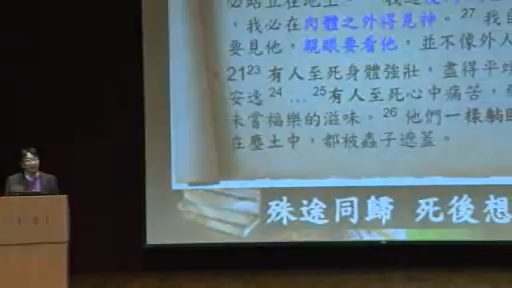 ，我必在肉體之外得見神。27 我自
要見他，親眼要看他，並不像外人
21 23 有人至死身體強壯，盡得平
安逸 24 … 25 有人至死心中痛苦，
未嘗福樂的滋味。26 他們一樣躺
在塵土中，都被蟲子遮蓋。
殊途同歸 死後想